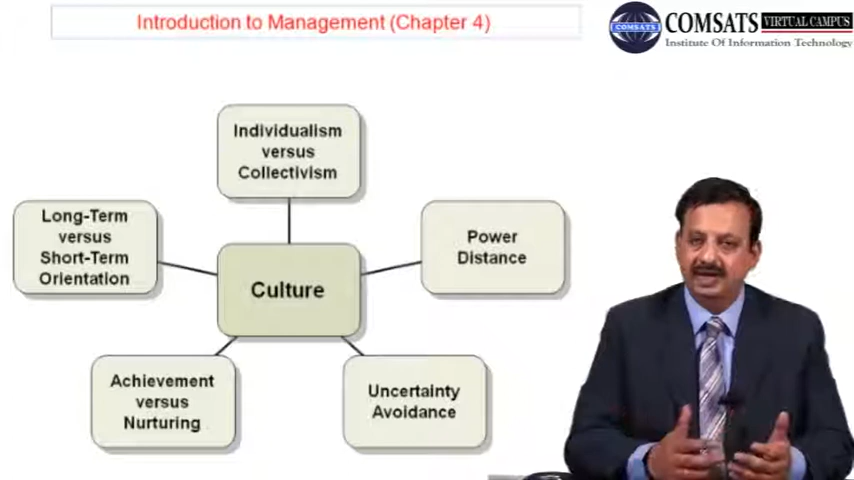 Introduction to Management (Chapter 4)
COMSATS VIRTUAL CAMPUS
Institute Of Information Technology
COMSATS
Individualism
versus
Collectivism
Long-Term
versus
Short-Term
Orientation
Power
Distance
Culture
Achievement
versus
Nurturing
Uncertainty
Avoidance